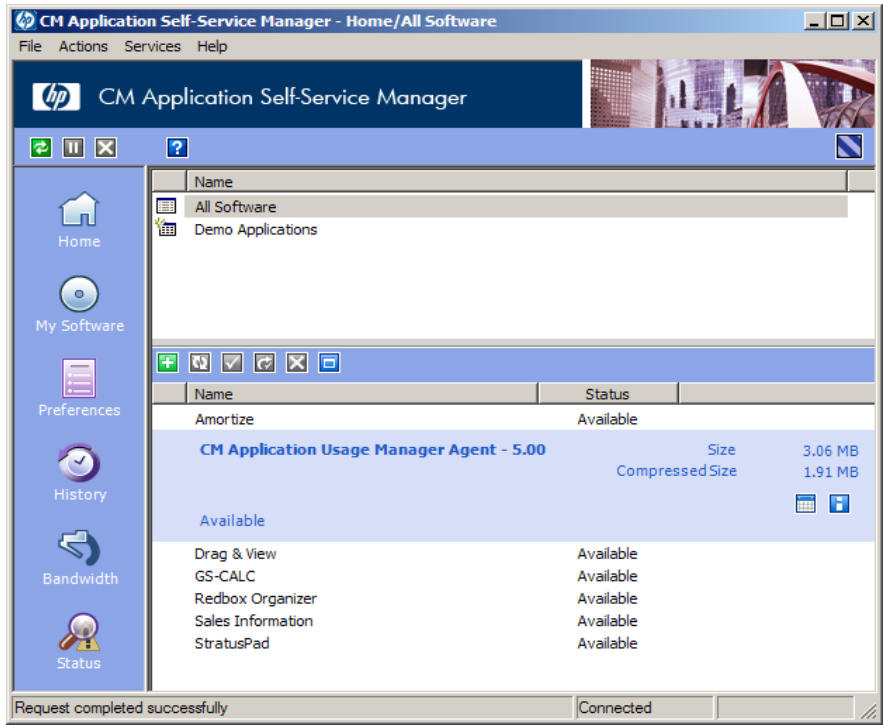 CM Application Self-Service Manager - Home/All Software
File Actions Services Help
hp CM Application Self-Service Manager
?
Name
All Software
Demo Applications
Home
My Software
Preferences
History
Bandwidth
Status
Name Status
Amortize Available
CM Application Usage Manager Agent - 5.00 Size 3.06 MB
Compressed Size 1.91 MB
Available
Drag & View Available
GS-CALC Available
Redbox Organizer Available
Sales Information Available
StratusPad Available
Request completed successfully Connected